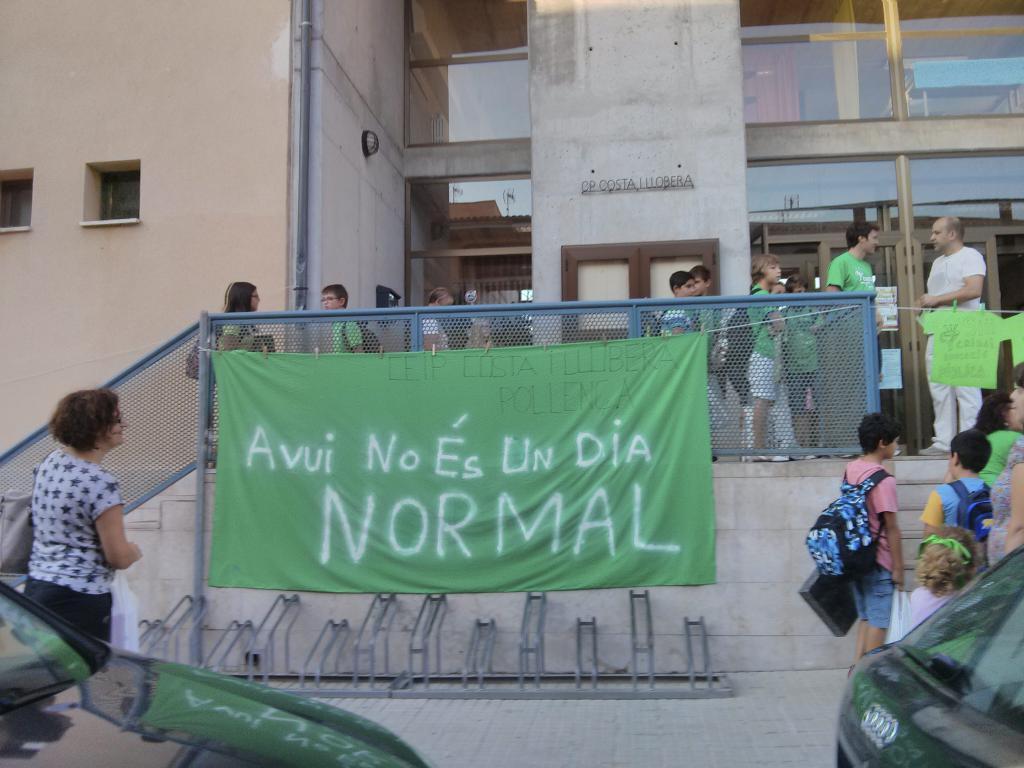 CP COSTA I LLOBERA
CEIP COSTA I LLOBERA
POLLENÇA
AVUI NO ÉS UN DIA
NORMAL